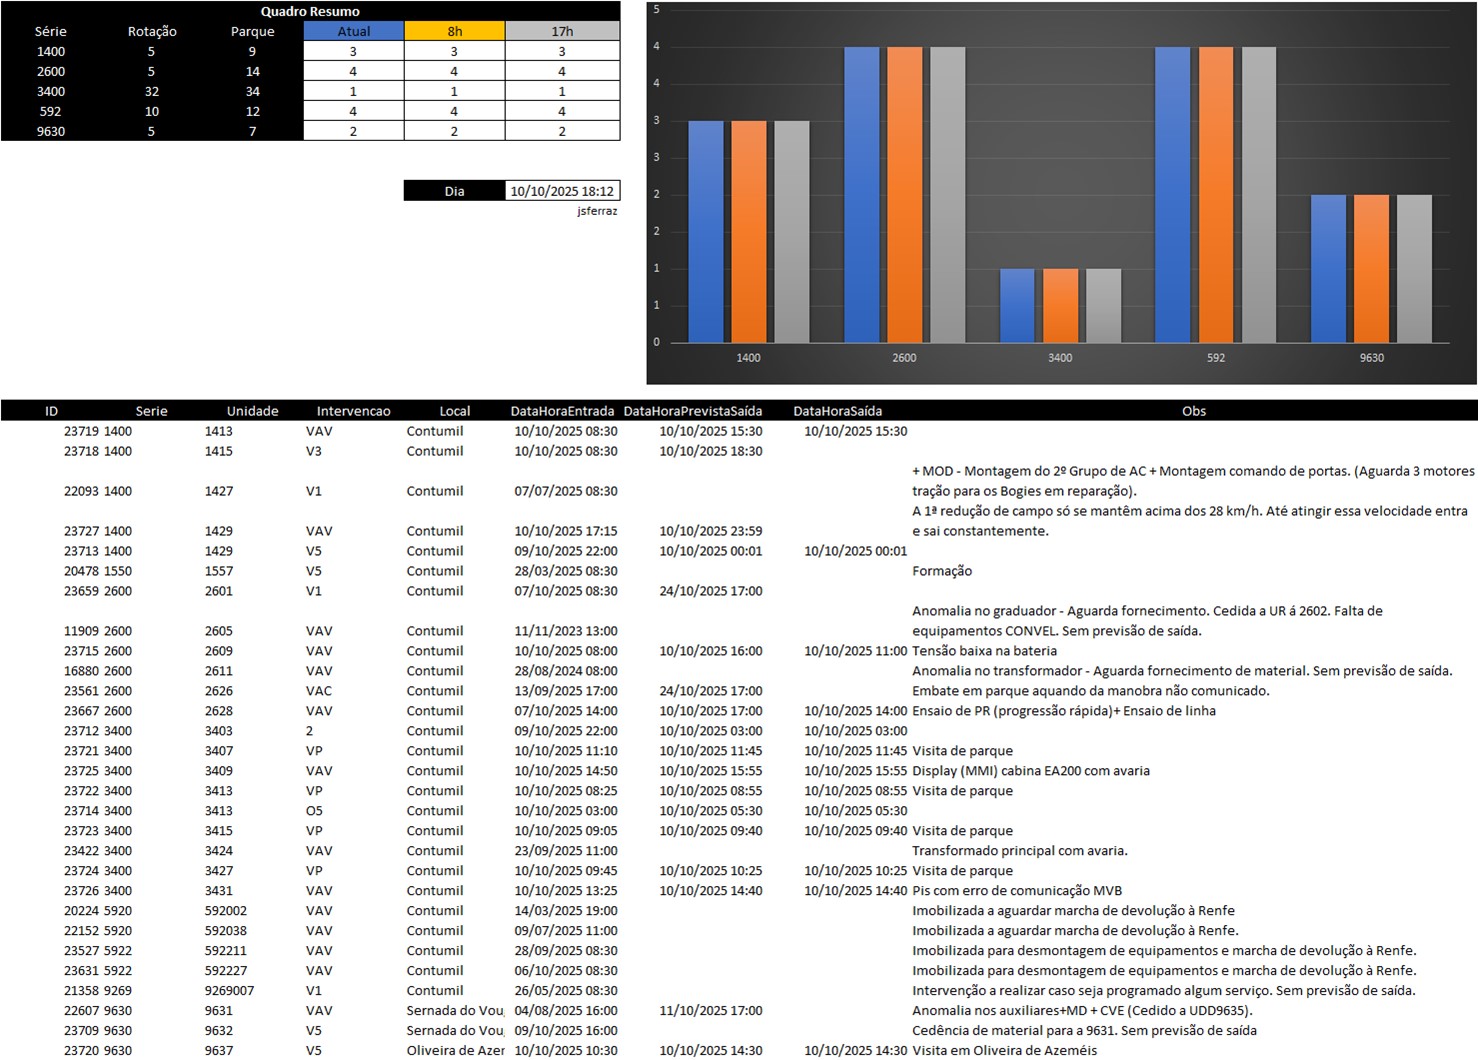 Quadro Resumo
Série Rotação Parque Atual 8h 17h
1400 5 9 3 3 3
2600 5 14 4 4 4
3400 32 34 1 1 1
592 10 12 4 4 4
9630 5 7 2 2 2
Dia 10/10/2025 18:12
jsferraz
5
4
4
3
3
2
2
1
1
0
1400 2600 3400 592 9630
ID Serie Unidade Intervencao Local DataHoraEntrada DataHoraPrevistaSaída DataHoraSaída Obs
23719 1400 1413 VAV Contumil 10/10/2025 08:30 10/10/2025 15:30 10/10/2025 15:30
23718 1400 1415 V3 Contumil 10/10/2025 08:30 10/10/2025 18:30
+ MOD - Montagem do 2º Grupo de AC + Montagem comando de portas. (Aguarda 3 motores
22093 1400 1427 V1 Contumil 07/07/2025 08:30 tração para os Bogies em reparação).
A 1ª redução de campo só se mantêm acima dos 28 km/h. Até atingir essa velocidade entra
23727 1400 1429 VAV Contumil 10/10/2025 17:15 10/10/2025 23:59 e sai constantemente.
23713 1400 1429 V5 Contumil 09/10/2025 22:00 10/10/2025 00:01 10/10/2025 00:01
20478 1550 1557 V5 Contumil 28/03/2025 08:30 Formação
23659 2600 2601 V1 Contumil 07/10/2025 08:30 24/10/2025 17:00
Anomalia no graduador - Aguarda fornecimento. Cedida a UR á 2602. Falta de
11909 2600 2605 VAV Contumil 11/11/2023 13:00 equipamentos CONVEL. Sem previsão de saída.
23715 2600 2609 VAV Contumil 10/10/2025 08:00 10/10/2025 16:00 10/10/2025 11:00 Tensão baixa na bateria
16880 2600 2611 VAV Contumil 28/08/2024 08:00 Anomalia no transformador - Aguarda fornecimento de material. Sem previsão de saída.
23561 2600 2626 VAC Contumil 13/09/2025 17:00 24/10/2025 17:00 Embate em parque aquando da manobra não comunicado.
23667 2600 2628 VAV Contumil 07/10/2025 14:00 10/10/2025 17:00 10/10/2025 14:00 Ensaio de PR (progressão rápida)+ Ensaio de linha
23712 3400 3403 2 Contumil 09/10/2025 22:00 10/10/2025 03:00 10/10/2025 03:00
23721 3400 3407 VP Contumil 10/10/2025 11:10 10/10/2025 11:45 10/10/2025 11:45 Visita de parque
23725 3400 3409 VAV Contumil 10/10/2025 14:50 10/10/2025 15:55 10/10/2025 15:55 Display (MMI) cabina EA200 com avaria
23722 3400 3413 VP Contumil 10/10/2025 08:25 10/10/2025 08:55 10/10/2025 08:55 Visita de parque
23714 3400 3413 O5 Contumil 10/10/2025 03:00 10/10/2025 05:30 10/10/2025 05:30
23723 3400 3415 VP Contumil 10/10/2025 09:05 10/10/2025 09:40 10/10/2025 09:40 Visita de parque
23422 3400 3424 VAV Contumil 23/09/2025 11:00 Transformado principal com avaria.
23724 3400 3427 VP Contumil 10/10/2025 09:45 10/10/2025 10:25 10/10/2025 10:25 Visita de parque
23726 3400 3431 VAV Contumil 10/10/2025 13:25 10/10/2025 14:40 10/10/2025 14:40 Pis com erro de comunicação MVB
20224 5920 592002 VAV Contumil 14/03/2025 19:00 Imobilizada a aguardar marcha de devolução à Renfe
22152 5920 592038 VAV Contumil 09/07/2025 11:00 Imobilizada a aguardar marcha de devolução à Renfe.
23527 5922 592211 VAV Contumil 28/09/2025 08:30 Imobilizada para desmontagem de equipamentos e marcha de devolução à Renfe.
23631 5922 592227 VAV Contumil 06/10/2025 08:30 Imobilizada para desmontagem de equipamentos e marcha de devolução à Renfe.
21358 9269 9269007 V1 Contumil 26/05/2025 08:30 Intervenção a realizar caso seja programado algum serviço. Sem previsão de saída.
22607 9630 9631 VAV Sernada do Vou 04/08/2025 16:00 11/10/2025 17:00 Anomalia nos auxiliares+MD + CVE (Cedido a UDD9635).
23709 9630 9632 V5 Sernada do Vou 09/10/2025 16:00 Cedência de material para a 9631. Sem previsão de saída
23720 9630 9637 V5 Oliveira de Azer 10/10/2025 10:30 10/10/2025 14:30 10/10/2025 14:30 Visita em Oliveira de Azeméis